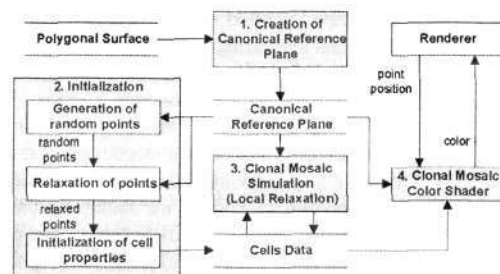 Polygonal Surface
1. Creation of
Canonical Reference
Plane
Renderer
2. Initialization
Generation of
random points
random
points
Relaxation of points
relaxed
points
Initialization of cell
properties
Canonical
Reference Plane
3. Clonal Mosaic
Simulation
(Local Relaxation)
Cells Data
point
position
color
4. Clonal Mosaic
Color Shader